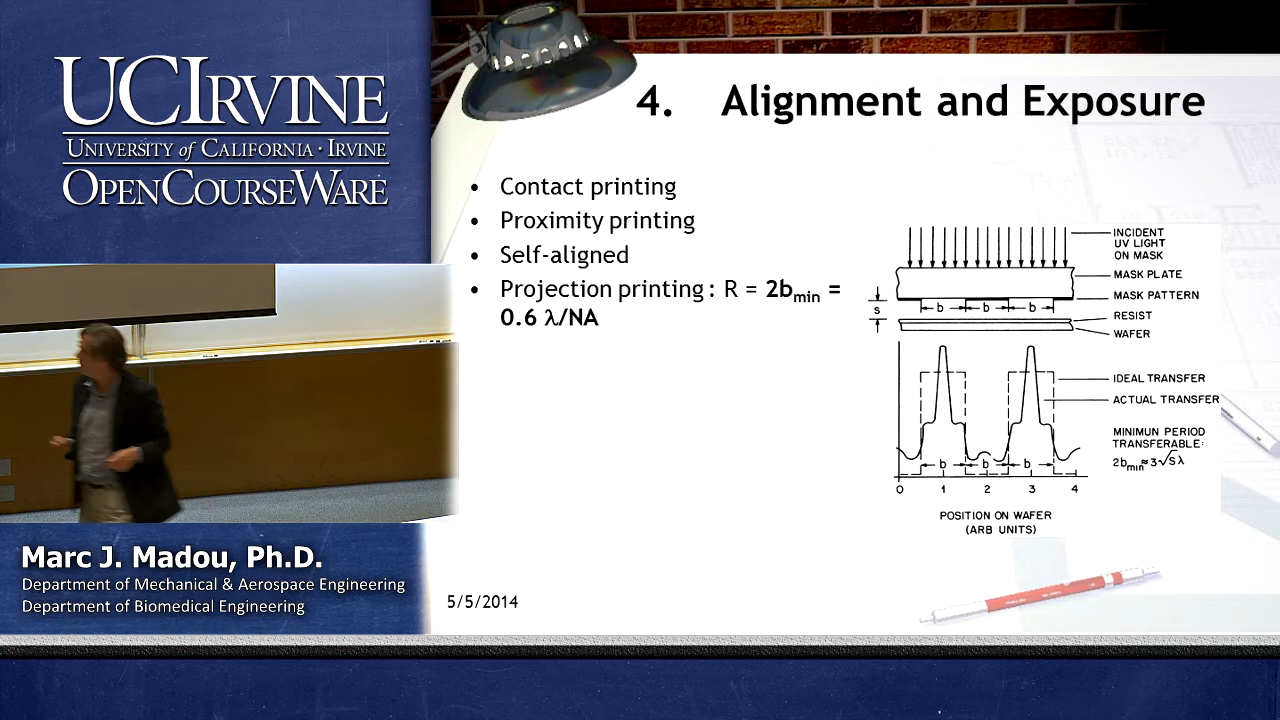 UCIRVINE
UNIVERSITY of CALIFORNIA · IRVINE
OPENCOURSEWARE
Marc J. Madou, Ph.D.
Department of Mechanical & Aerospace Engineering
Department of Biomedical Engineering
4. Alignment and Exposure
• Contact printing
• Proximity printing
• Self-aligned
• Projection printing: R = 2bmin =
0.6 λ/NA
INCIDENT
UV LIGHT
ON MASK
MASK PLATE
MASK PATTERN
RESIST
WAFER
s
b b b
IDEAL TRANSFER
ACTUAL TRANSFER
MINIMUN PERIOD
TRANSFERABLE:
2bmin≈3√sλ
b b b
0 1 2 3 4
POSITION ON WAFER
(ARB UNITS)
5/5/2014